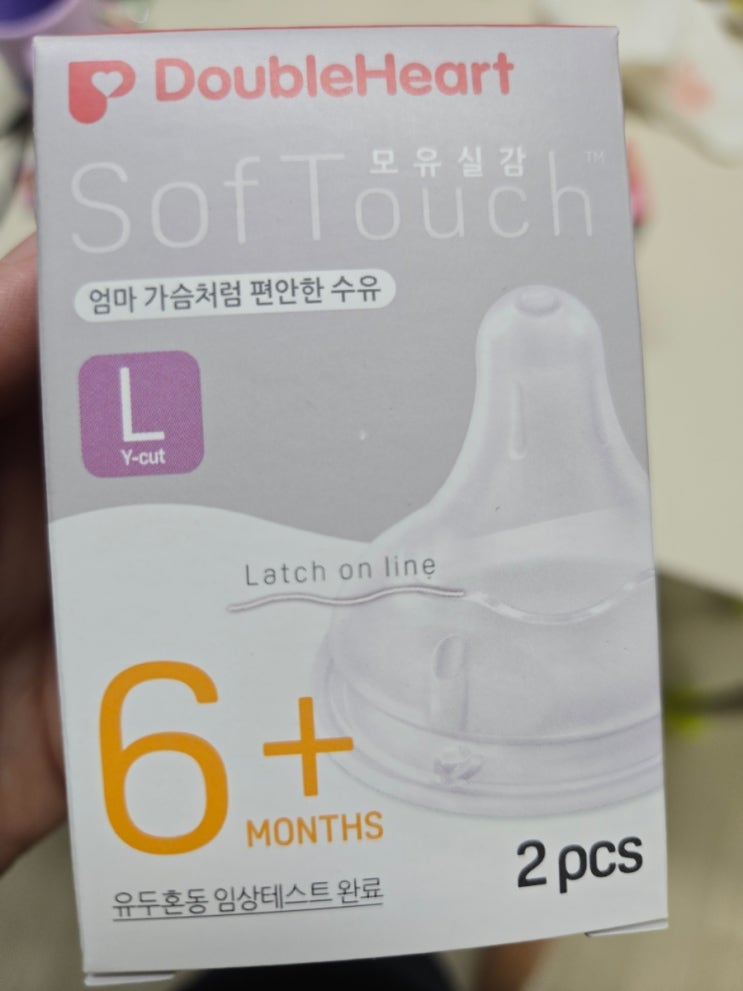 DoubleHeart
모유실감
SofTouch™
엄마 가슴처럼 편안한 수유
L
Y-cut
Latch on line
6+
MONTHS
2 pcs
유두혼동 임상테스트 완료